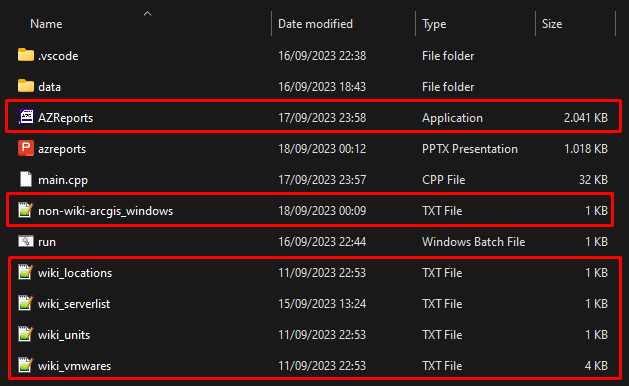 Name Date modified Type Size
.vscode 16/09/2023 22:38 File folder
data 16/09/2023 18:43 File folder
AZReports 17/09/2023 23:58 Application 2.041 KB
azreports 18/09/2023 00:12 PPTX Presentation 1.018 KB
main.cpp 17/09/2023 23:57 CPP File 32 KB
non-wiki-arcgis_windows 18/09/2023 00:09 TXT File 1 KB
run 16/09/2023 22:44 Windows Batch File 1 KB
wiki_locations 11/09/2023 22:53 TXT File 1 KB
wiki_serverlist 15/09/2023 13:24 TXT File 1 KB
wiki_units 11/09/2023 22:53 TXT File 1 KB
wiki_vmwares 11/09/2023 22:53 TXT File 4 KB